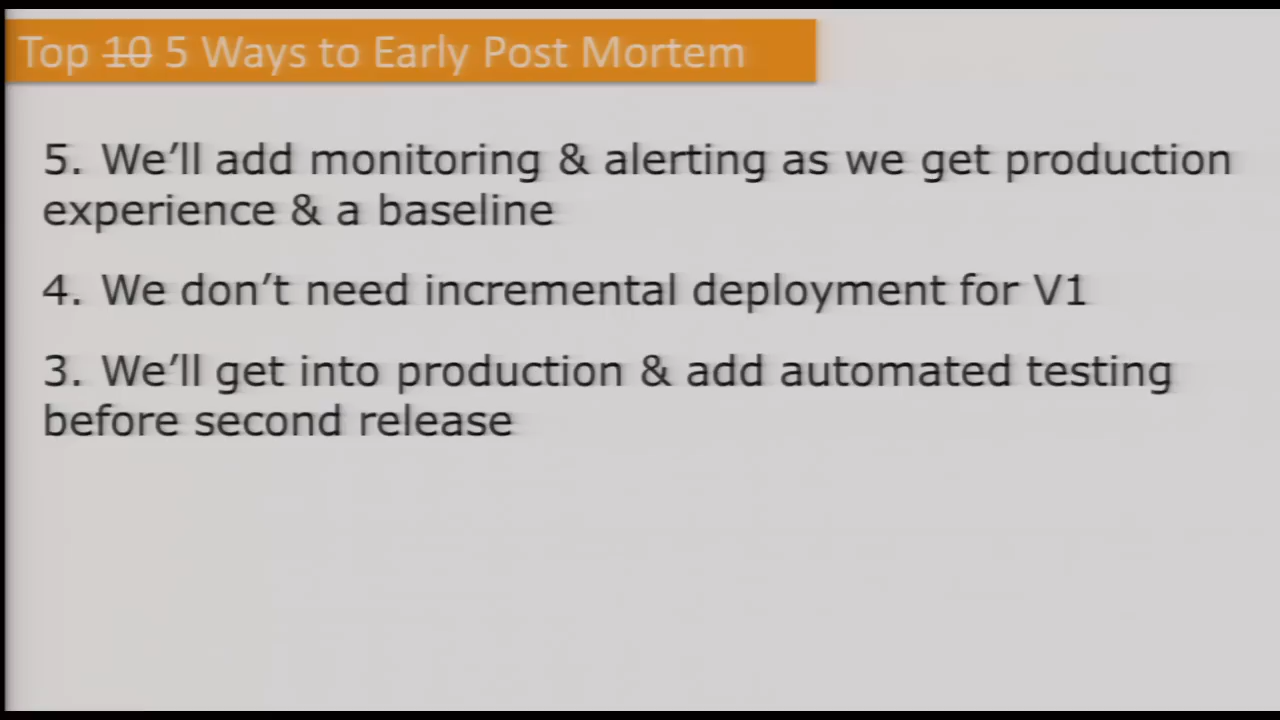 Top 10 5 Ways to Early Post Mortem
5. We’ll add monitoring & alerting as we get production
experience & a baseline
4. We don’t need incremental deployment for V1
3. We’ll get into production & add automated testing
before second release